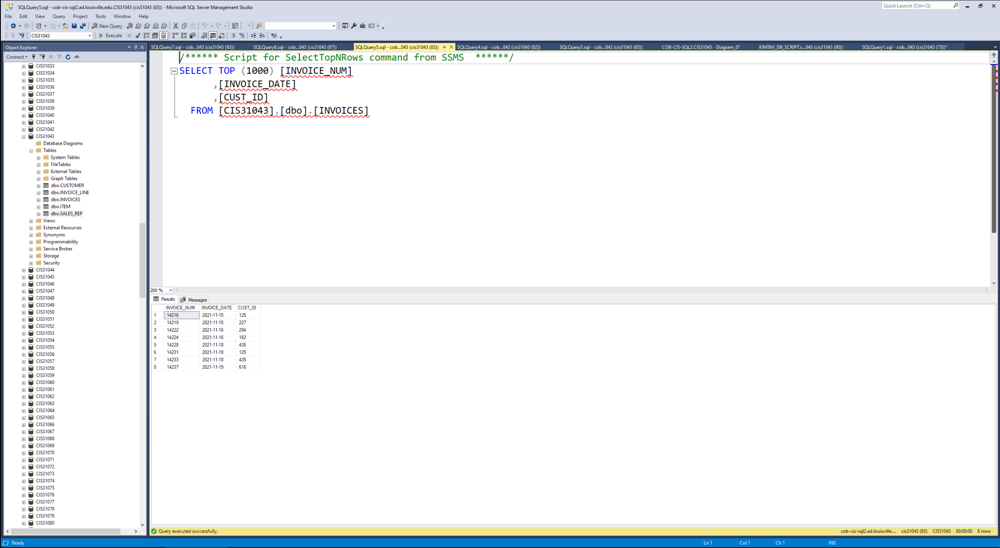 SQLQuery5.sql - cob-cis-sql2.ad.louisville.edu.CIS31043 (cis31043 (83)) - Microsoft SQL Server Management Studio
Quick Launch (Ctrl+Q)
File Edit View Query Project Tools Window Help
New Query
CIS31043 Execute
Object Explorer
Connect
CIS31033
CIS31034
CIS31035
CIS31036
CIS31037
CIS31038
CIS31039
CIS31040
CIS31041
CIS31042
CIS31043
Database Diagrams
Tables
System Tables
FileTables
External Tables
Graph Tables
dbo.CUSTOMER
dbo.INVOICE_LINE
dbo.INVOICES
dbo.ITEM
dbo.SALES_REP
Views
External Resources
Synonyms
Programmability
Service Broker
Storage
Security
CIS31044
CIS31045
CIS31046
CIS31047
CIS31048
CIS31049
CIS31050
CIS31051
CIS31052
CIS31053
CIS31054
CIS31055
CIS31056
CIS31057
CIS31058
CIS31059
CIS31060
CIS31061
CIS31062
CIS31063
CIS31064
CIS31065
CIS31066
CIS31067
CIS31068
CIS31069
CIS31070
CIS31071
CIS31072
CIS31073
CIS31074
CIS31075
CIS31076
CIS31077
CIS31078
CIS31079
CIS31080
SQLQuery7.sql - cob...043 (cis31043 (93)) SQLQuery6.sql - cob...043 (cis31043 (87)) SQLQuery5.sql - cob...043 (cis31043 (83)) SQLQuery4.sql - cob...043 (cis31043 (82)) SQLQuery3.sql - cob...043 (cis31043 (65)) COB-CIS-SQL2.CIS31043 - Diagram_0* KIMTAY_DB_SCRIPT.s...043 (cis31043 (90)) SQLQuery1.sql - cob...043 (cis31043 (73))*
/****** Script for SelectTopNRows command from SSMS ******/
SELECT TOP (1000) [INVOICE_NUM]
,[INVOICE_DATE]
,[CUST_ID]
FROM [CIS31043].[dbo].[INVOICES]
200 %
Results Messages
INVOICE_NUM INVOICE_DATE CUST_ID
1 14216 2021-11-15 125
2 14219 2021-11-15 227
3 14222 2021-11-16 294
4 14224 2021-11-16 182
5 14228 2021-11-18 435
6 14231 2021-11-18 125
7 14233 2021-11-18 435
8 14237 2021-11-19 616
Query executed successfully. cob-cis-sql2.ad.louisville.... cis31043 (83) CIS31043 00:00:00 8 rows
Ready Ln 1 Col 1 Ch 1 INS